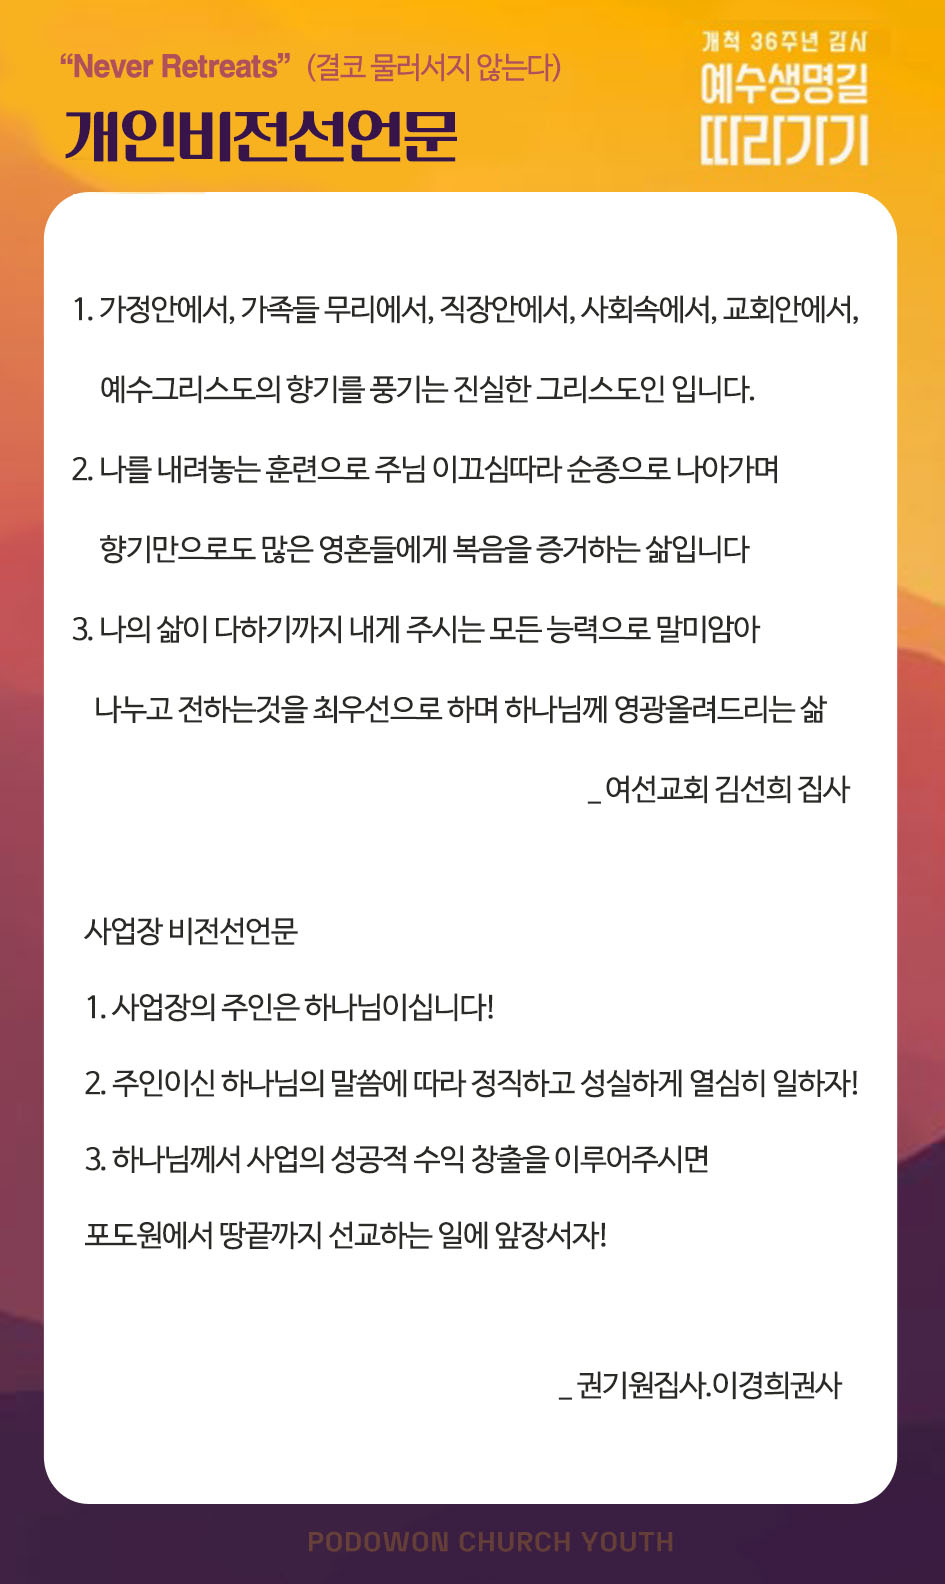 “Never Retreats” (결코 물러서지 않는다)
개인비전선언문
개척 36주년 감사
예수생명길
따라가기
1. 가정안에서, 가족들 무리에서, 직장안에서, 사회속에서, 교회안에서,
예수그리스도의 향기를 풍기는 진실한 그리스도인 입니다.
2. 나를 내려놓는 훈련으로 주님 이끄심따라 순종으로 나아가며
향기만으로도 많은 영혼들에게 복음을 증거하는 삶입니다
3. 나의 삶이 다하기까지 내게 주시는 모든 능력으로 말미암아
나누고 전하는것을 최우선으로 하며 하나님께 영광올려드리는 삶
_ 여선교회 김선희 집사
사업장 비전선언문
1. 사업장의 주인은 하나님이십니다!
2. 주인이신 하나님의 말씀에 따라 정직하고 성실하게 열심히 일하자!
3. 하나님께서 사업의 성공적 수익 창출을 이루어주시면
포도원에서 땅끝까지 선교하는 일에 앞장서자!
_ 권기원집사.이경희권사
PODOWON CHURCH YOUTH